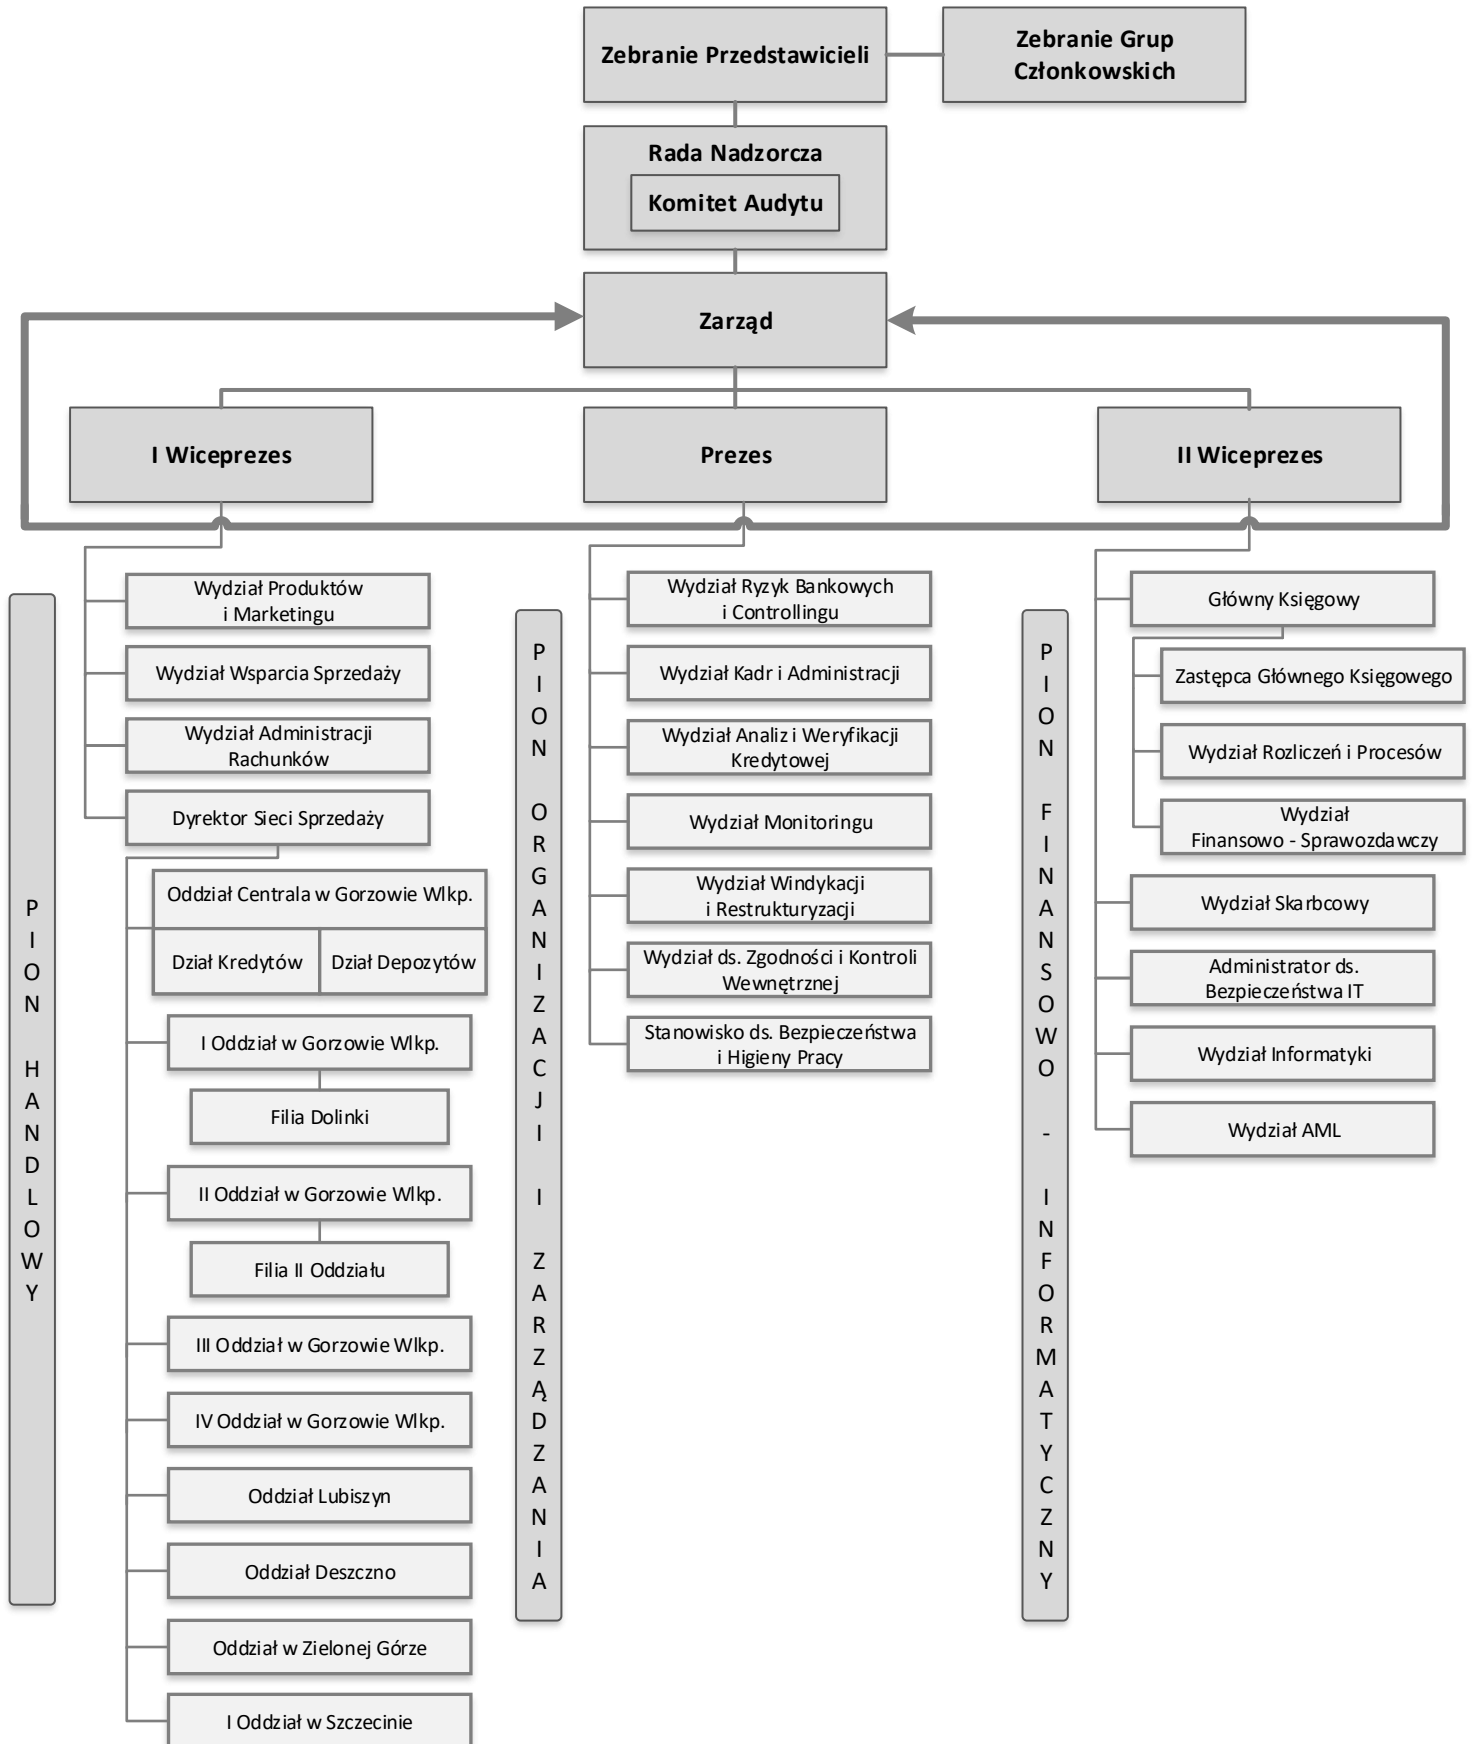 Zebranie Przedstawicieli
Zebranie Grup
Członkowskich
Rada Nadzorcza
Komitet Audytu
Zarząd
I Wiceprezes
Prezes
II Wiceprezes
PION HANDLOWY
Wydział Produktów
i Marketingu
Wydział Wsparcia Sprzedaży
Wydział Administracji
Rachunków
Dyrektor Sieci Sprzedaży
Oddział Centrala w Gorzowie Wlkp.
Dział Kredytów
Dział Depozytów
I Oddział w Gorzowie Wlkp.
Filia Dolinki
II Oddział w Gorzowie Wlkp.
Filia II Oddziału
III Oddział w Gorzowie Wlkp.
IV Oddział w Gorzowie Wlkp.
Oddział Lubiszyn
Oddział Deszczno
Oddział w Zielonej Górze
I Oddział w Szczecinie
PION ORGANIZACJI I ZARZĄDZANIA
Wydział Ryzyk Bankowych
i Controllingu
Wydział Kadr i Administracji
Wydział Analiz i Weryfikacji
Kredytowej
Wydział Monitoringu
Wydział Windykacji
i Restrukturyzacji
Wydział ds. Zgodności i Kontroli
Wewnętrznej
Stanowisko ds. Bezpieczeństwa
i Higieny Pracy
PION FINANSOWO - INFORMATYCZNY
Główny Księgowy
Zastępca Głównego Księgowego
Wydział Rozliczeń i Procesów
Wydział
Finansowo - Sprawozdawczy
Wydział Skarbcowy
Administrator ds.
Bezpieczeństwa IT
Wydział Informatyki
Wydział AML